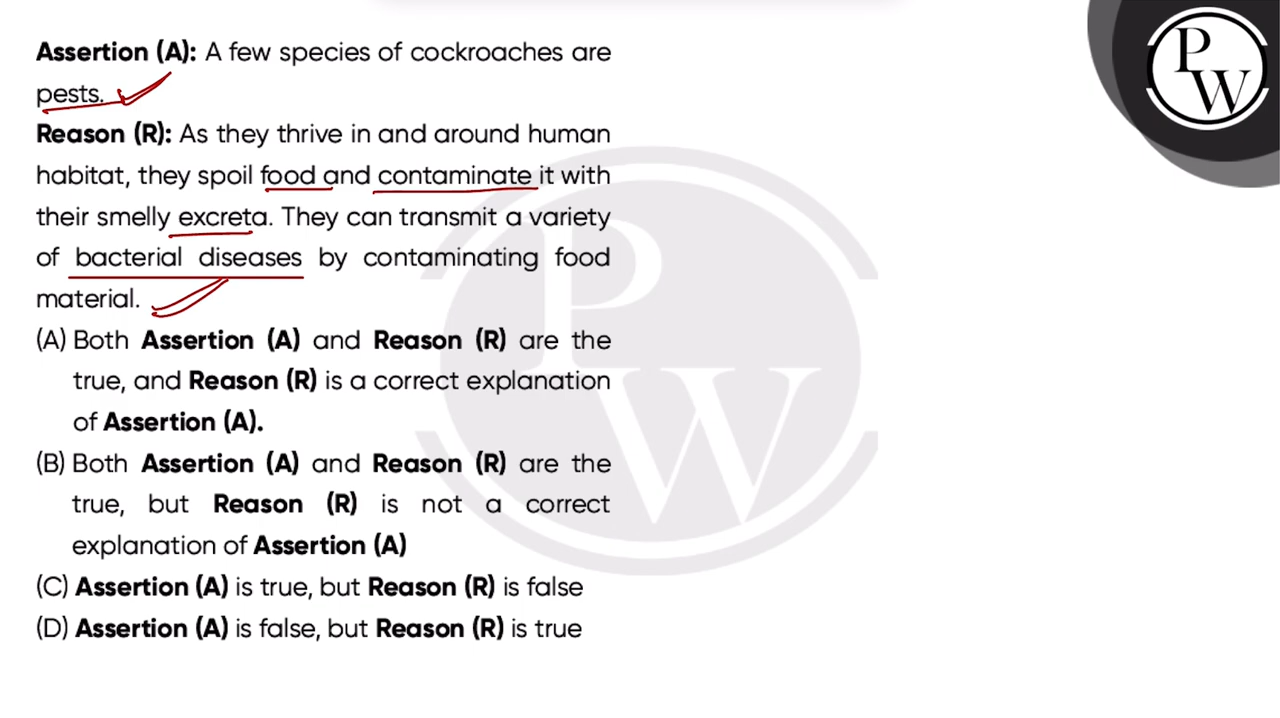 Assertion (A): A few species of cockroaches are
pests.
Reason (R): As they thrive in and around human
habitat, they spoil food and contaminate it with
their smelly excreta. They can transmit a variety
of bacterial diseases by contaminating food
material.
(A) Both Assertion (A) and Reason (R) are the
true, and Reason (R) is a correct explanation
of Assertion (A).
(B) Both Assertion (A) and Reason (R) are the
true, but Reason (R) is not a correct
explanation of Assertion (A)
(C) Assertion (A) is true, but Reason (R) is false
(D) Assertion (A) is false, but Reason (R) is true
P
W
P
W